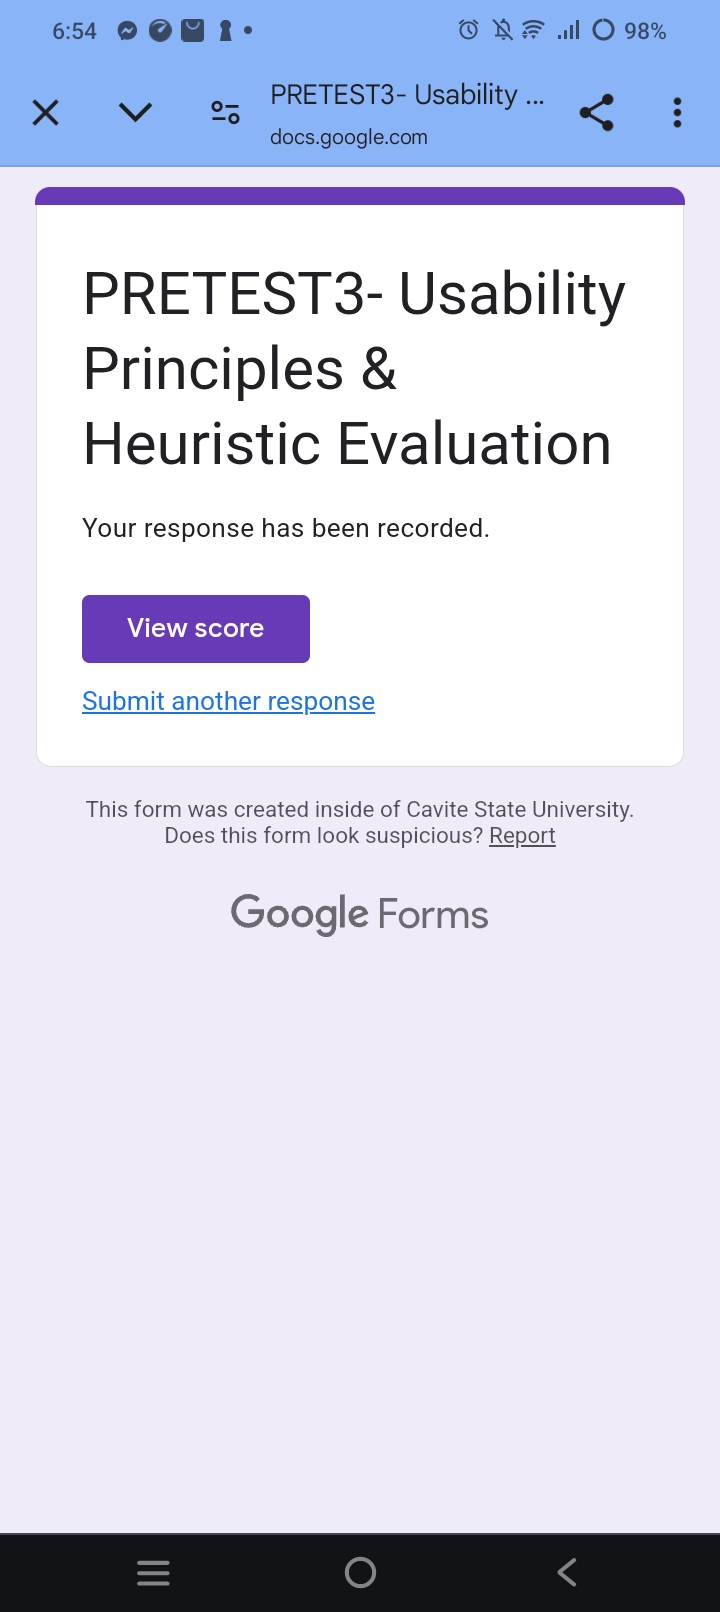 6:54
98%
PRETEST3- Usability ...
docs.google.com
PRETEST3- Usability
Principles &
Heuristic Evaluation
Your response has been recorded.
View score
Submit another response
This form was created inside of Cavite State University.
Does this form look suspicious? Report
Google Forms